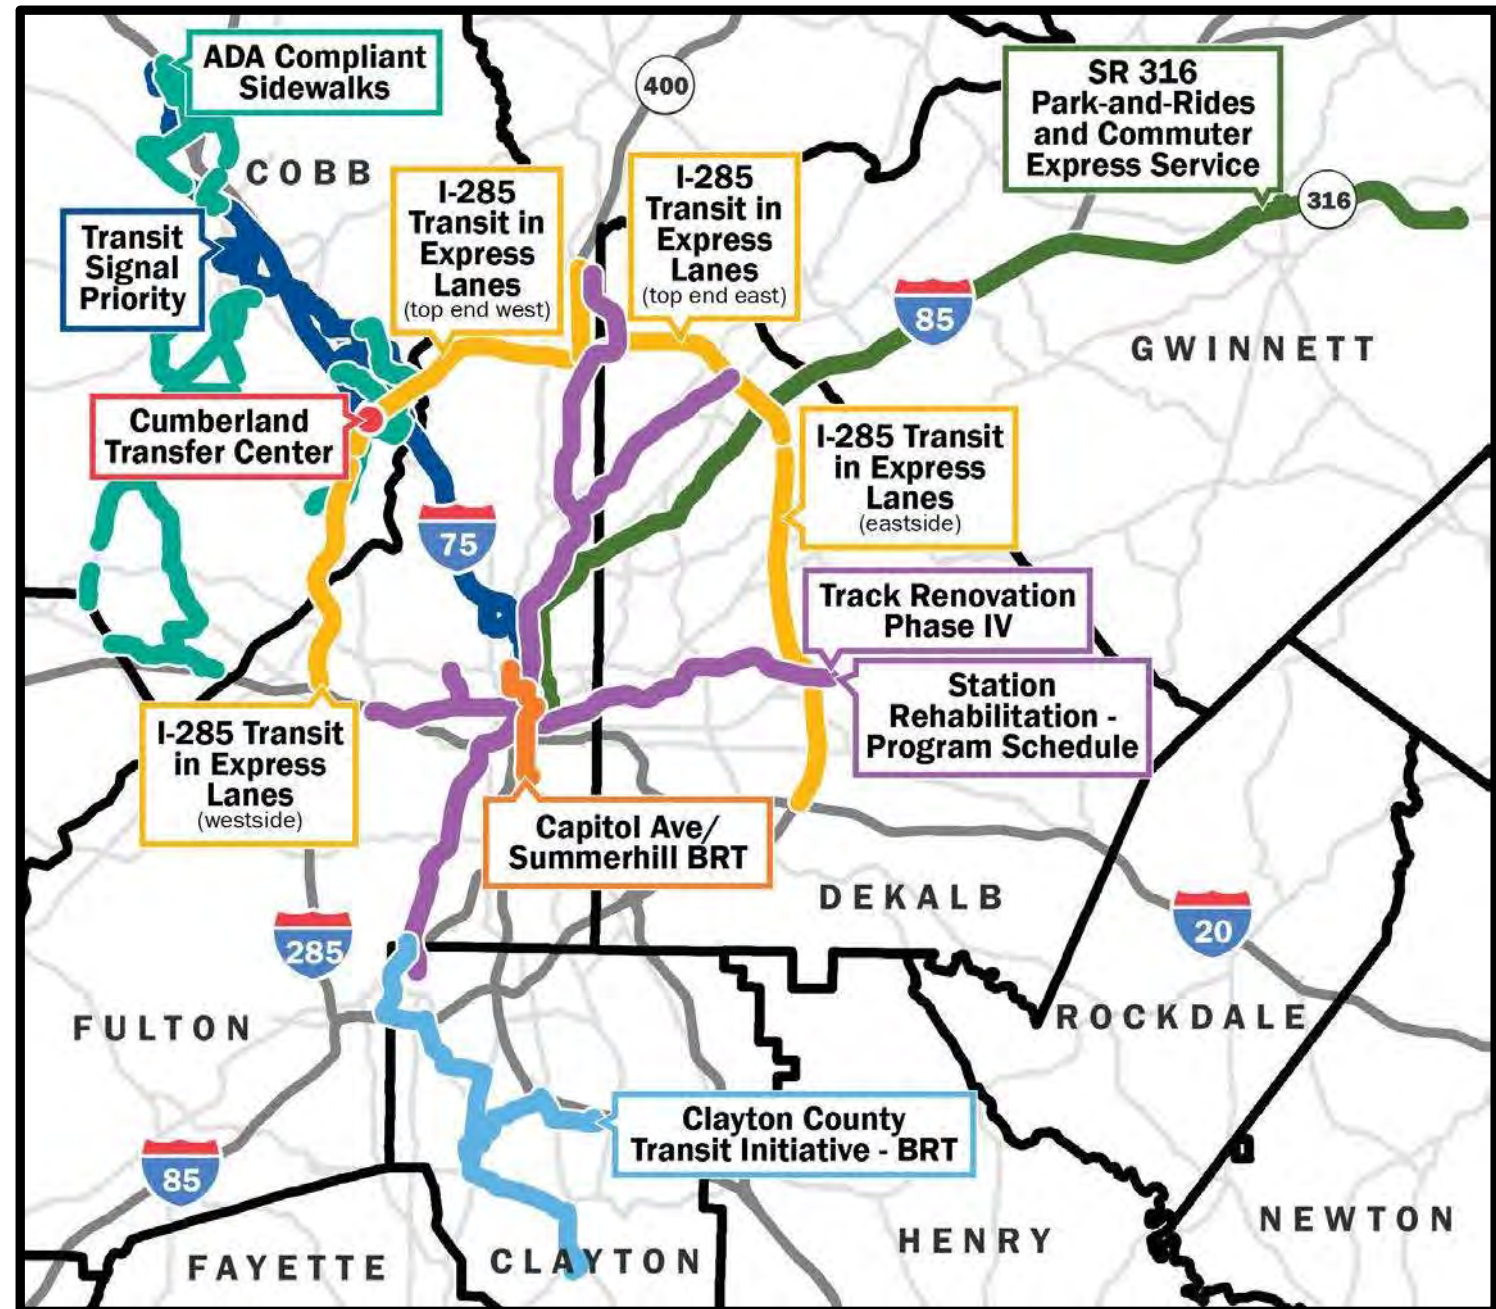 ADA Compliant
Sidewalks
400
SR 316
Park-and-Rides
and Commuter
Express Service
COBB
I-285
Transit in
Express
Lanes
(top end west)
I-285
Transit in
Express
Lanes
(top end east)
316
Transit
Signal
Priority
85
GWINNETT
Cumberland
Transfer Center
I-285 Transit
in Express
Lanes
(eastside)
75
Track Renovation
Phase IV
Station
Rehabilitation -
Program Schedule
I-285 Transit
in Express
Lanes
(westside)
Capitol Ave/
Summerhill BRT
DEKALB
285
20
FULTON
ROCKDALE
Clayton County
Transit Initiative - BRT
85
FAYETTE
CLAYTON
HENRY
NEWTON